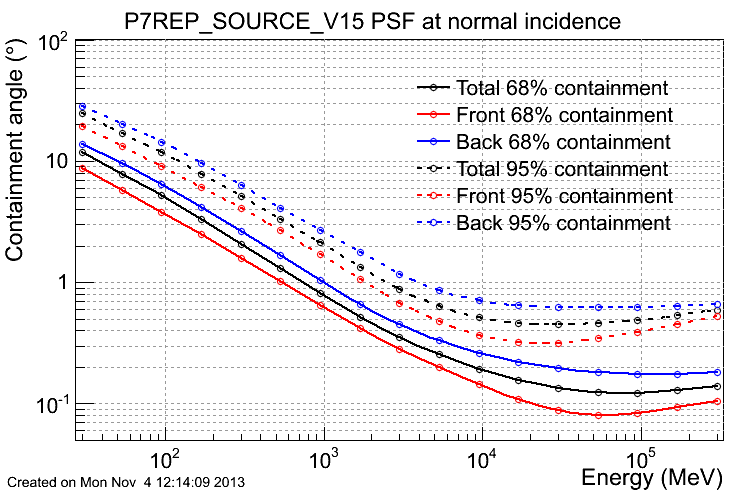 P7REP_SOURCE_V15 PSF at normal incidence
Containment angle (°)
10²
10
1
10⁻¹
Total 68% containment
Front 68% containment
Back 68% containment
Total 95% containment
Front 95% containment
Back 95% containment
10² 10³ 10⁴ 10⁵
Energy (MeV)
Created on Mon Nov 4 12:14:09 2013